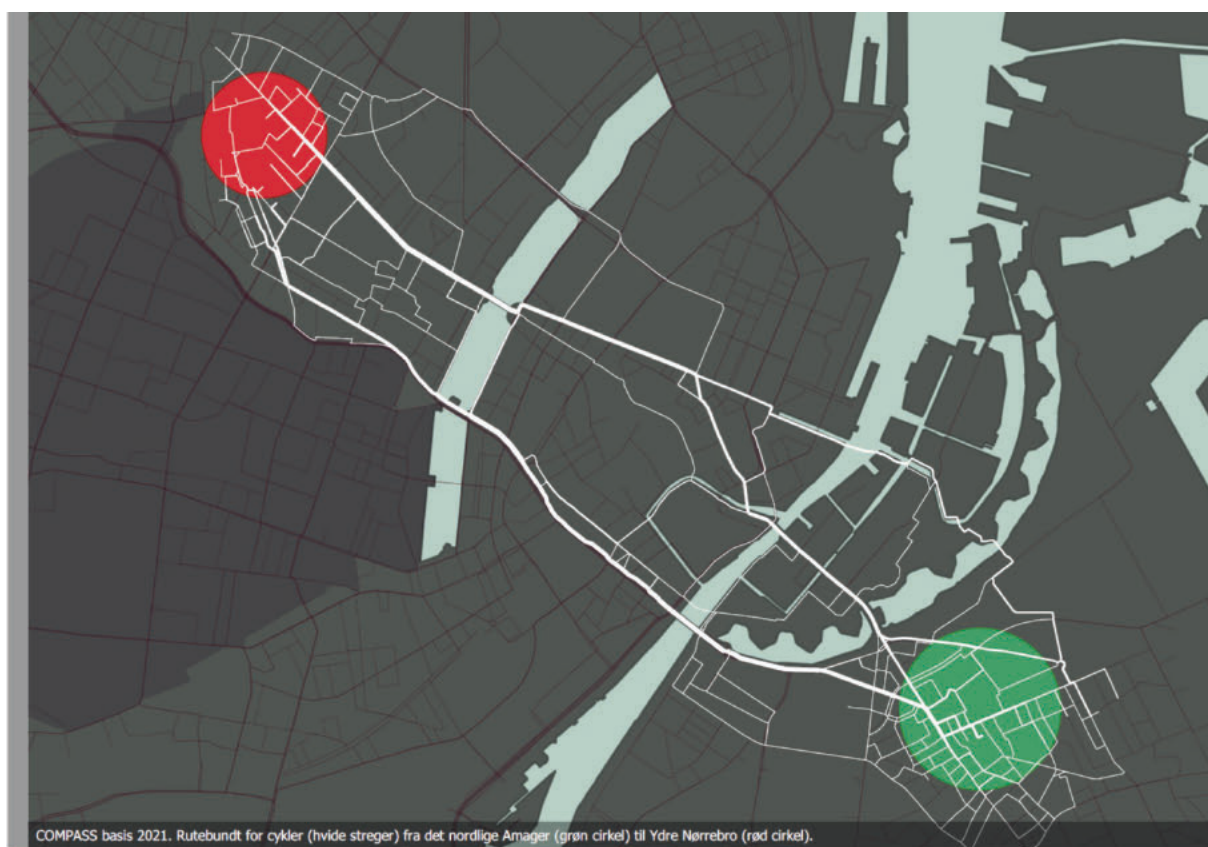 COMPASS basis 2021. Rutebundt for cykler (hvide streger) fra det nordlige Amager (grøn cirkel) til Ydre Nørrebro (rød cirkel).